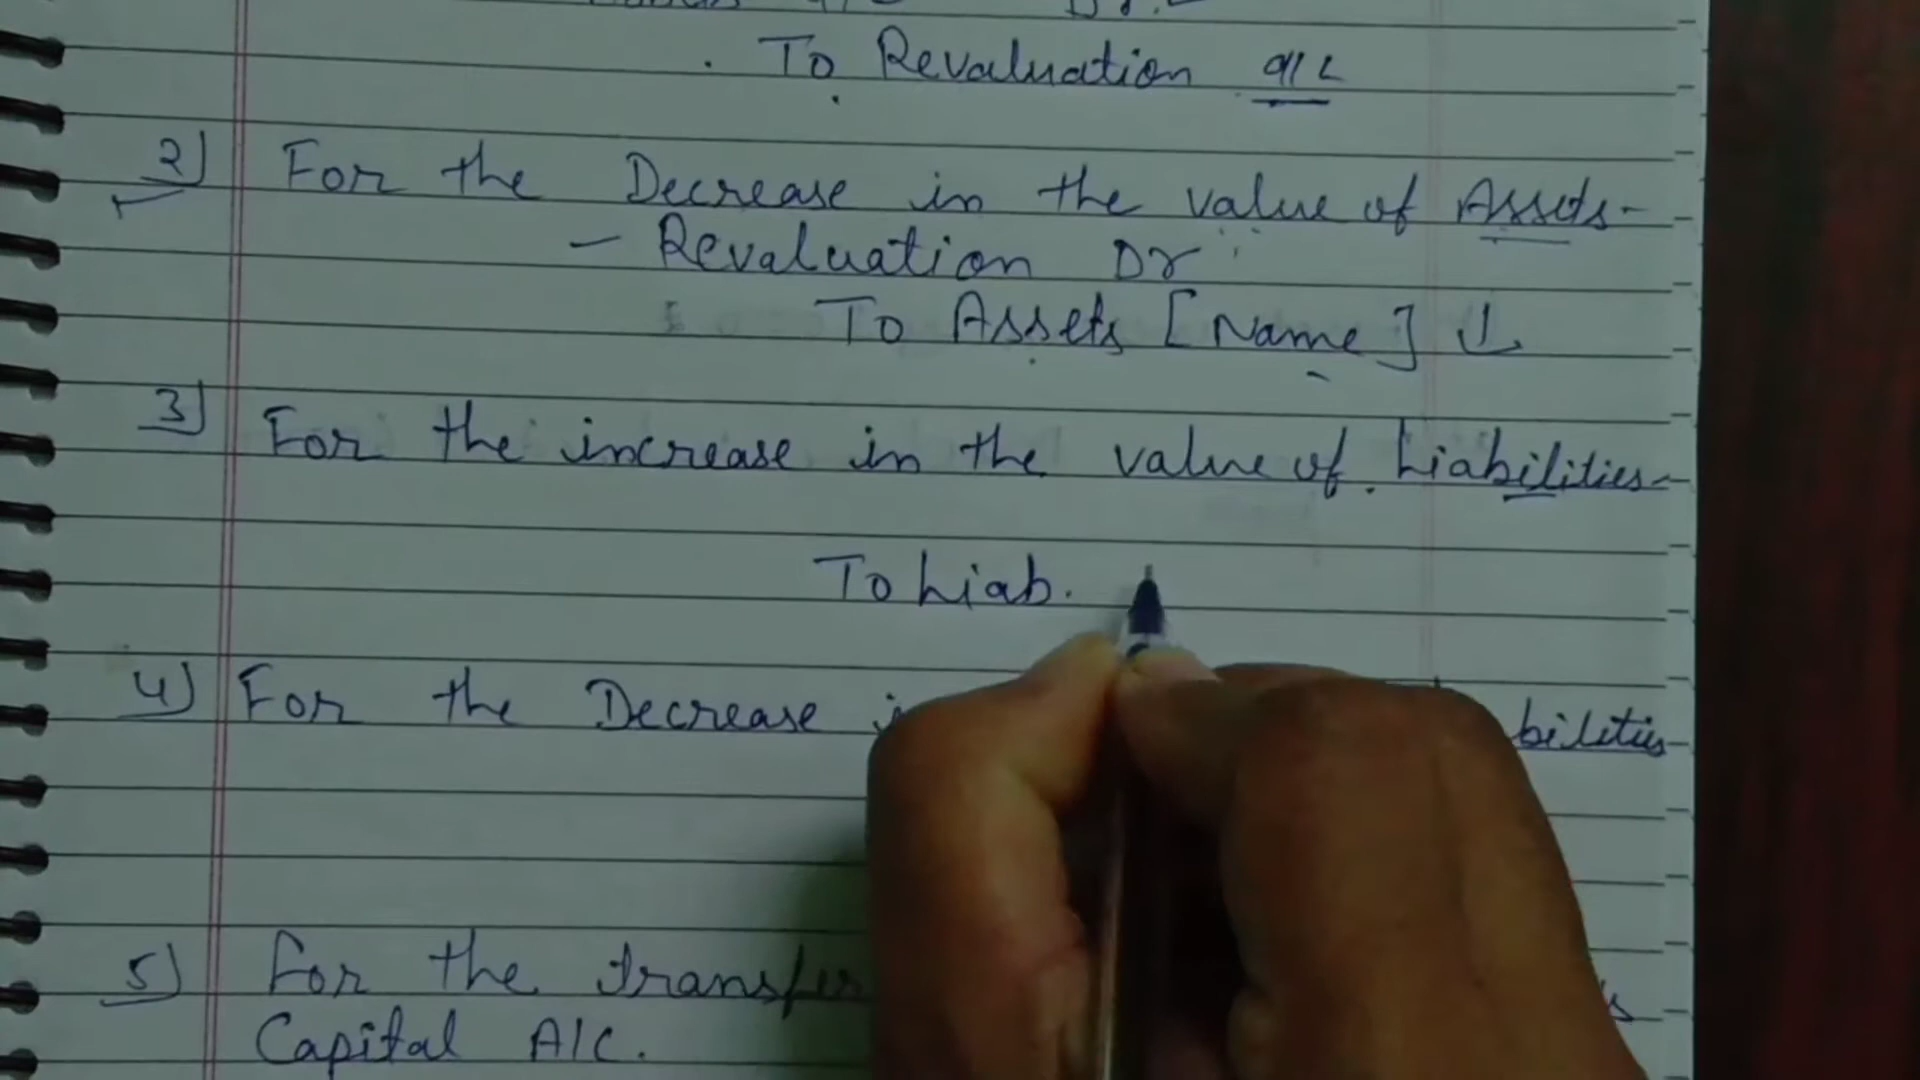 To Revaluation a/c
2) For the Decrease in the value of Assets-
- Revaluation Dr
To Assets [Name] ↓
3) For the increase in the value of Liabilities-
To Liab.
4) For the Decrease
5) For the transfer
Capital A/C.